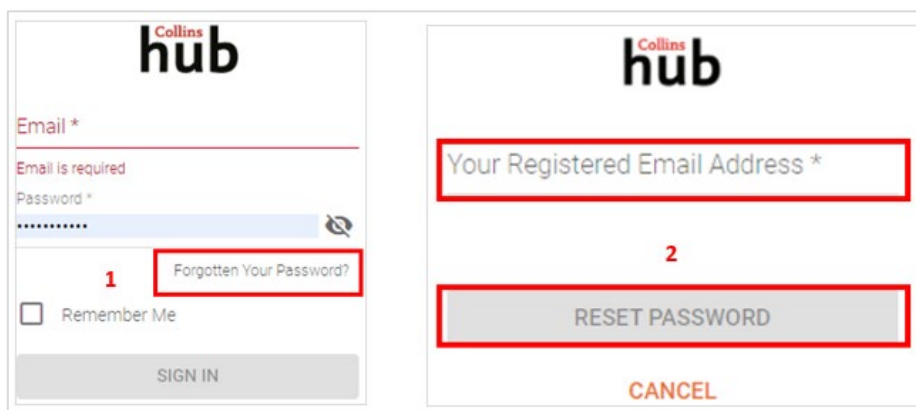 Collins
hub
Email *
Email is required
Password *
•••••••••••
Forgotten Your Password?
1
Remember Me
SIGN IN
Collins
hub
Your Registered Email Address *
2
RESET PASSWORD
CANCEL